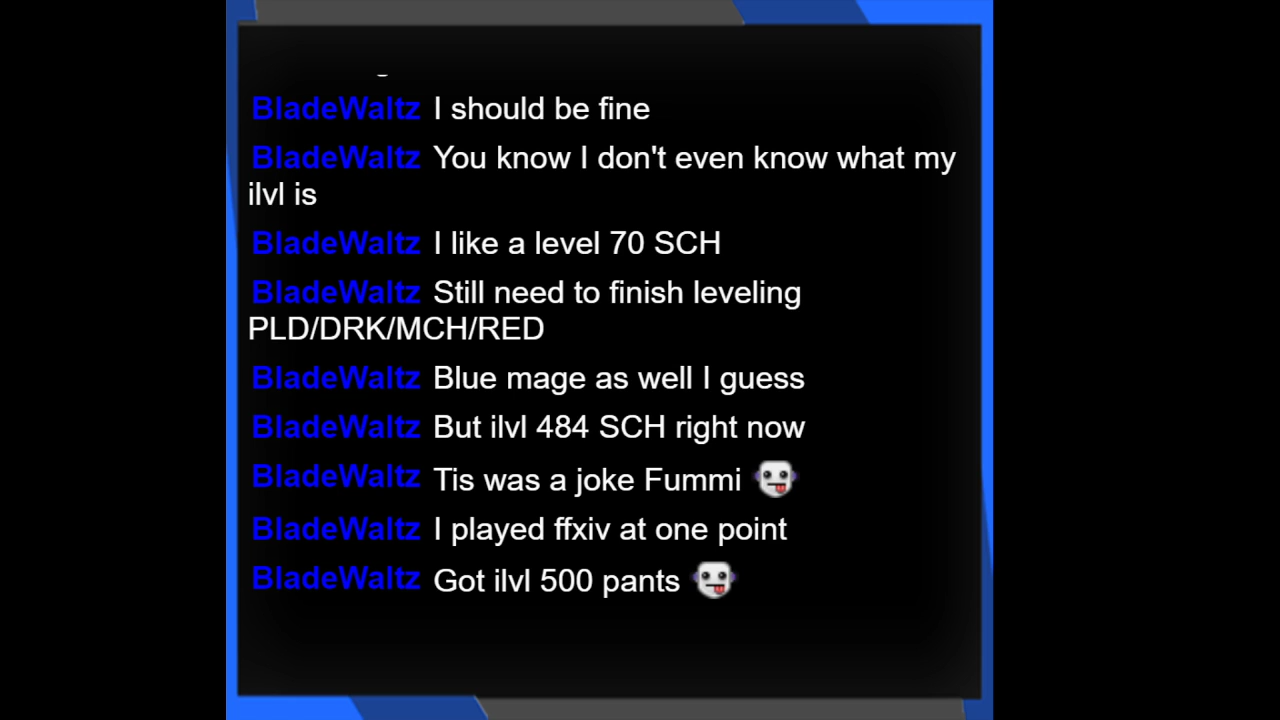 BladeWaltz I should be fine
BladeWaltz You know I don't even know what my
ilvl is
BladeWaltz I like a level 70 SCH
BladeWaltz Still need to finish leveling
PLD/DRK/MCH/RED
BladeWaltz Blue mage as well I guess
BladeWaltz But ilvl 484 SCH right now
BladeWaltz Tis was a joke Fummi
BladeWaltz I played ffxiv at one point
BladeWaltz Got ilvl 500 pants